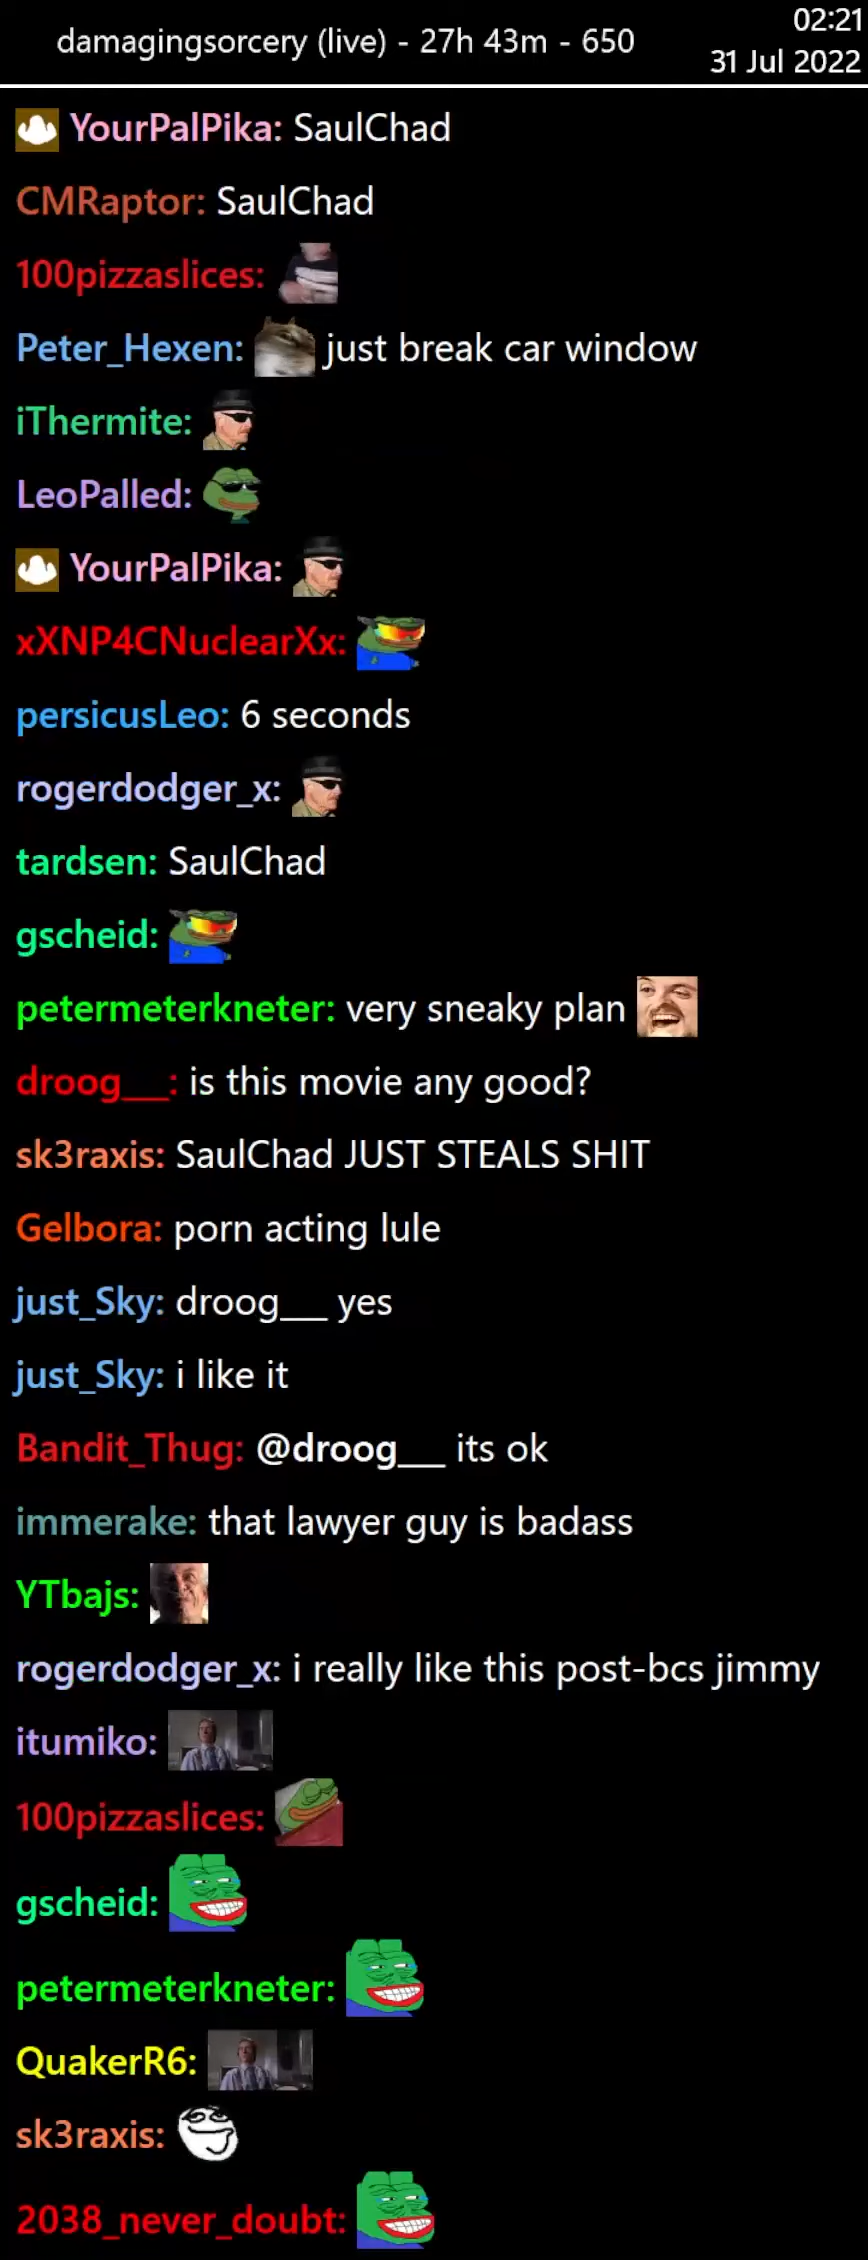 damagingsorcery (live) - 27h 43m - 650
02:21
31 Jul 2022
YourPalPika: SaulChad
CMRaptor: SaulChad
100pizzaslices:
Peter_Hexen: just break car window
iThermite:
LeoPalled:
YourPalPika:
xXNP4CNuclearXx:
persicusLeo: 6 seconds
rogerdodger_x:
tardsen: SaulChad
gscheid:
petermeterkneter: very sneaky plan
droog___: is this movie any good?
sk3raxis: SaulChad JUST STEALS SHIT
Gelbora: porn acting lule
just_Sky: droog___ yes
just_Sky: i like it
Bandit_Thug: @droog___ its ok
immerake: that lawyer guy is badass
YTbajs:
rogerdodger_x: i really like this post-bcs jimmy
itumiko:
100pizzaslices:
gscheid:
petermeterkneter:
QuakerR6:
sk3raxis:
2038_never_doubt: